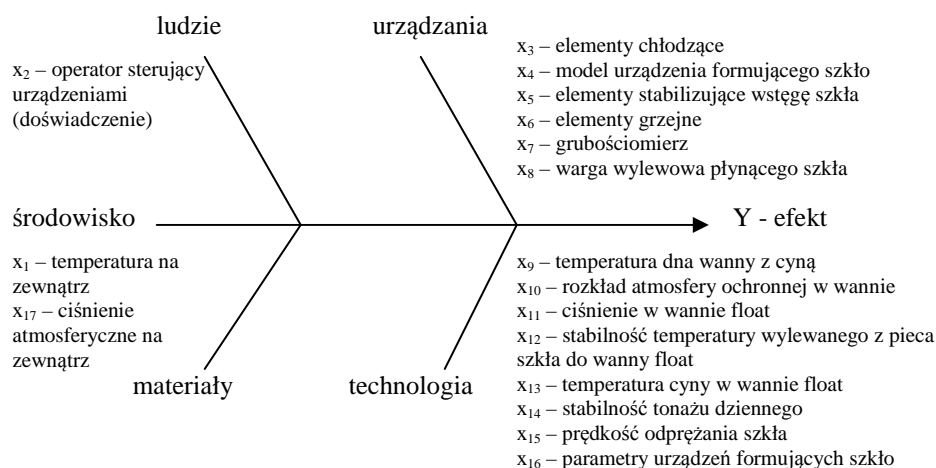 ludzie
urządzania
x2 – operator sterujący
urządzeniami
(doświadczenie)
x3 – elementy chłodzące
x4 – model urządzenia formującego szkło
x5 – elementy stabilizujące wstęgę szkła
x6 – elementy grzejne
x7 – grubościomierz
x8 – warga wylewowa płynącego szkła
środowisko
Y - efekt
x1 – temperatura na
zewnątrz
x17 – ciśnienie
atmosferyczne na
zewnątrz
materiały
technologia
x9 – temperatura dna wanny z cyną
x10 – rozkład atmosfery ochronnej w wannie
x11 – ciśnienie w wannie float
x12 – stabilność temperatury wylewanego z pieca
szkła do wanny float
x13 – temperatura cyny w wannie float
x14 – stabilność tonażu dziennego
x15 – prędkość odprężania szkła
x16 – parametry urządzeń formujących szkło